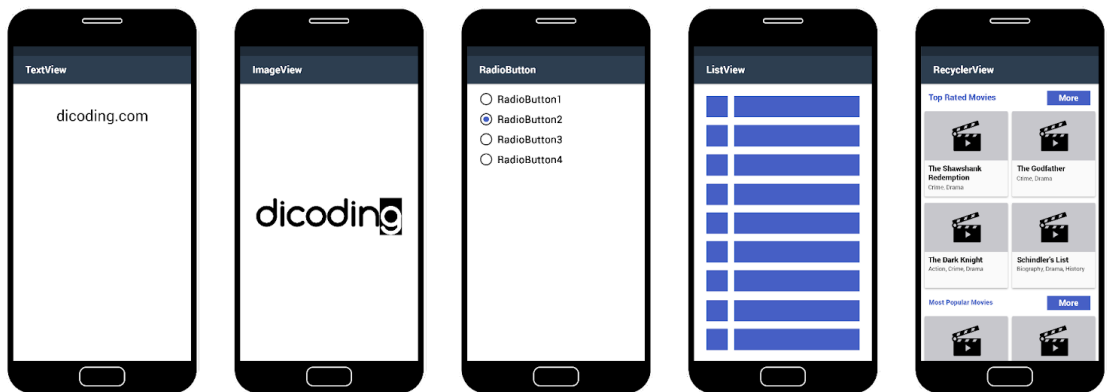 TextView
dicoding.com
ImageView
dicoding
RadioButton
RadioButton1
RadioButton2
RadioButton3
RadioButton4
ListView
RecyclerView
Top Rated Movies
More
The Shawshank
Redemption
Crime, Drama
The Godfather
Crime, Drama
The Dark Knight
Action, Crime, Drama
Schindler's List
Biography, Drama, History
Most Popular Movies
More